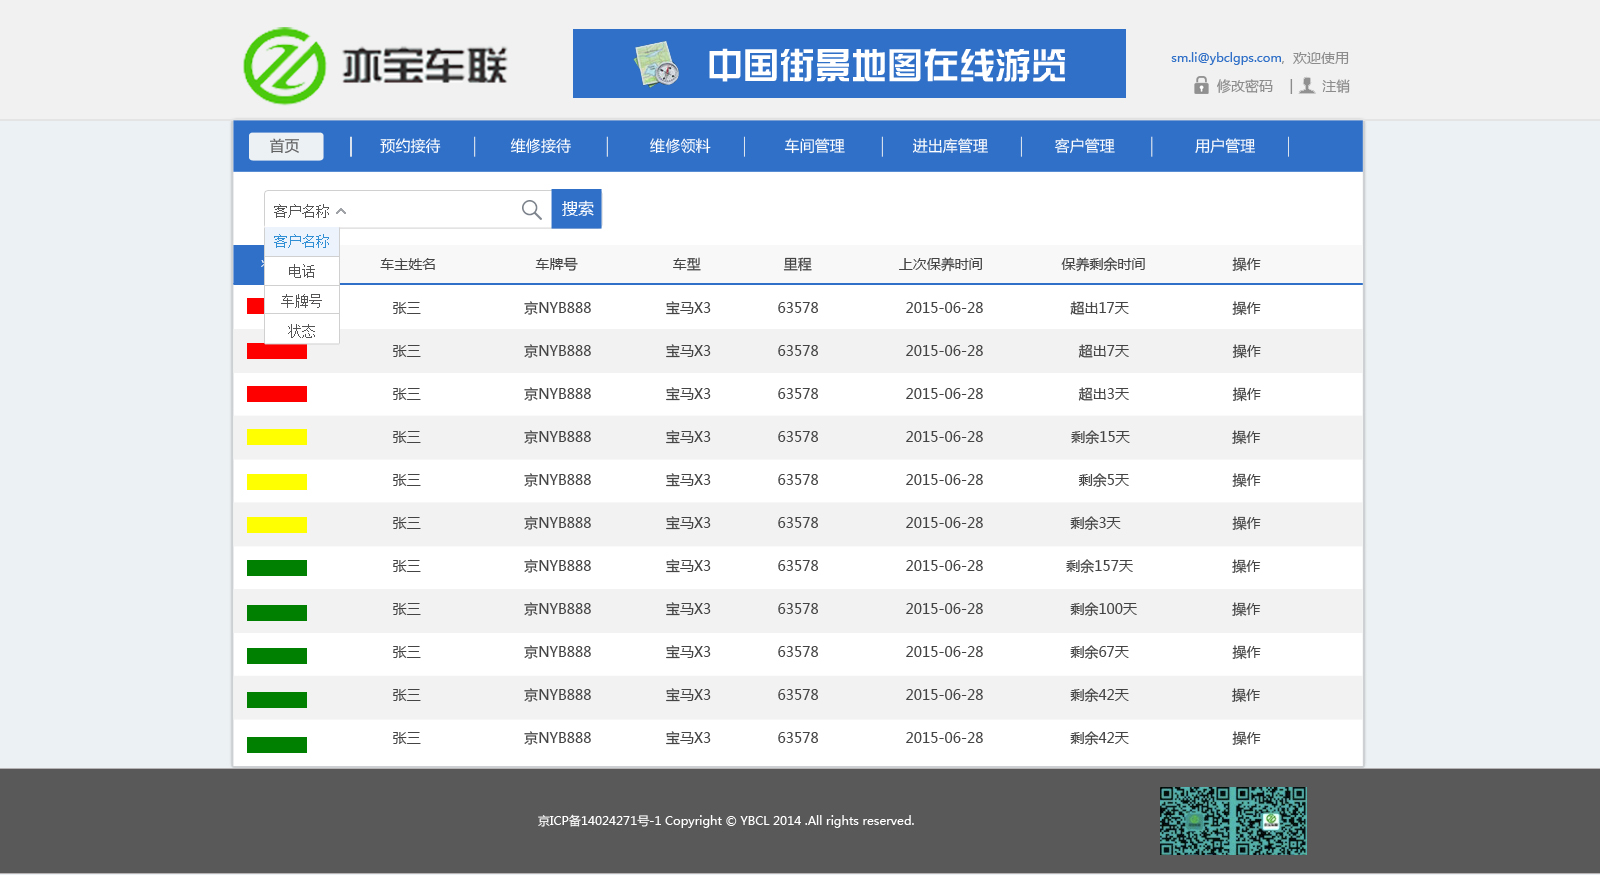 亦宝车联
中国街景地图在线游览
sm.li@ybclgps.com, 欢迎使用
修改密码 | 注销
首页 预约接待 维修接待 维修领料 车间管理 进出库管理 客户管理 用户管理
客户名称 搜索
客户名称
电话
车牌号
状态
车主姓名 车牌号 车型 里程 上次保养时间 保养剩余时间 操作
张三 京NYB888 宝马X3 63578 2015-06-28 超出17天 操作
张三 京NYB888 宝马X3 63578 2015-06-28 超出7天 操作
张三 京NYB888 宝马X3 63578 2015-06-28 超出3天 操作
张三 京NYB888 宝马X3 63578 2015-06-28 剩余15天 操作
张三 京NYB888 宝马X3 63578 2015-06-28 剩余5天 操作
张三 京NYB888 宝马X3 63578 2015-06-28 剩余3天 操作
张三 京NYB888 宝马X3 63578 2015-06-28 剩余157天 操作
张三 京NYB888 宝马X3 63578 2015-06-28 剩余100天 操作
张三 京NYB888 宝马X3 63578 2015-06-28 剩余67天 操作
张三 京NYB888 宝马X3 63578 2015-06-28 剩余42天 操作
张三 京NYB888 宝马X3 63578 2015-06-28 剩余42天 操作
京ICP备14024271号-1 Copyright © YBCL 2014 .All rights reserved.